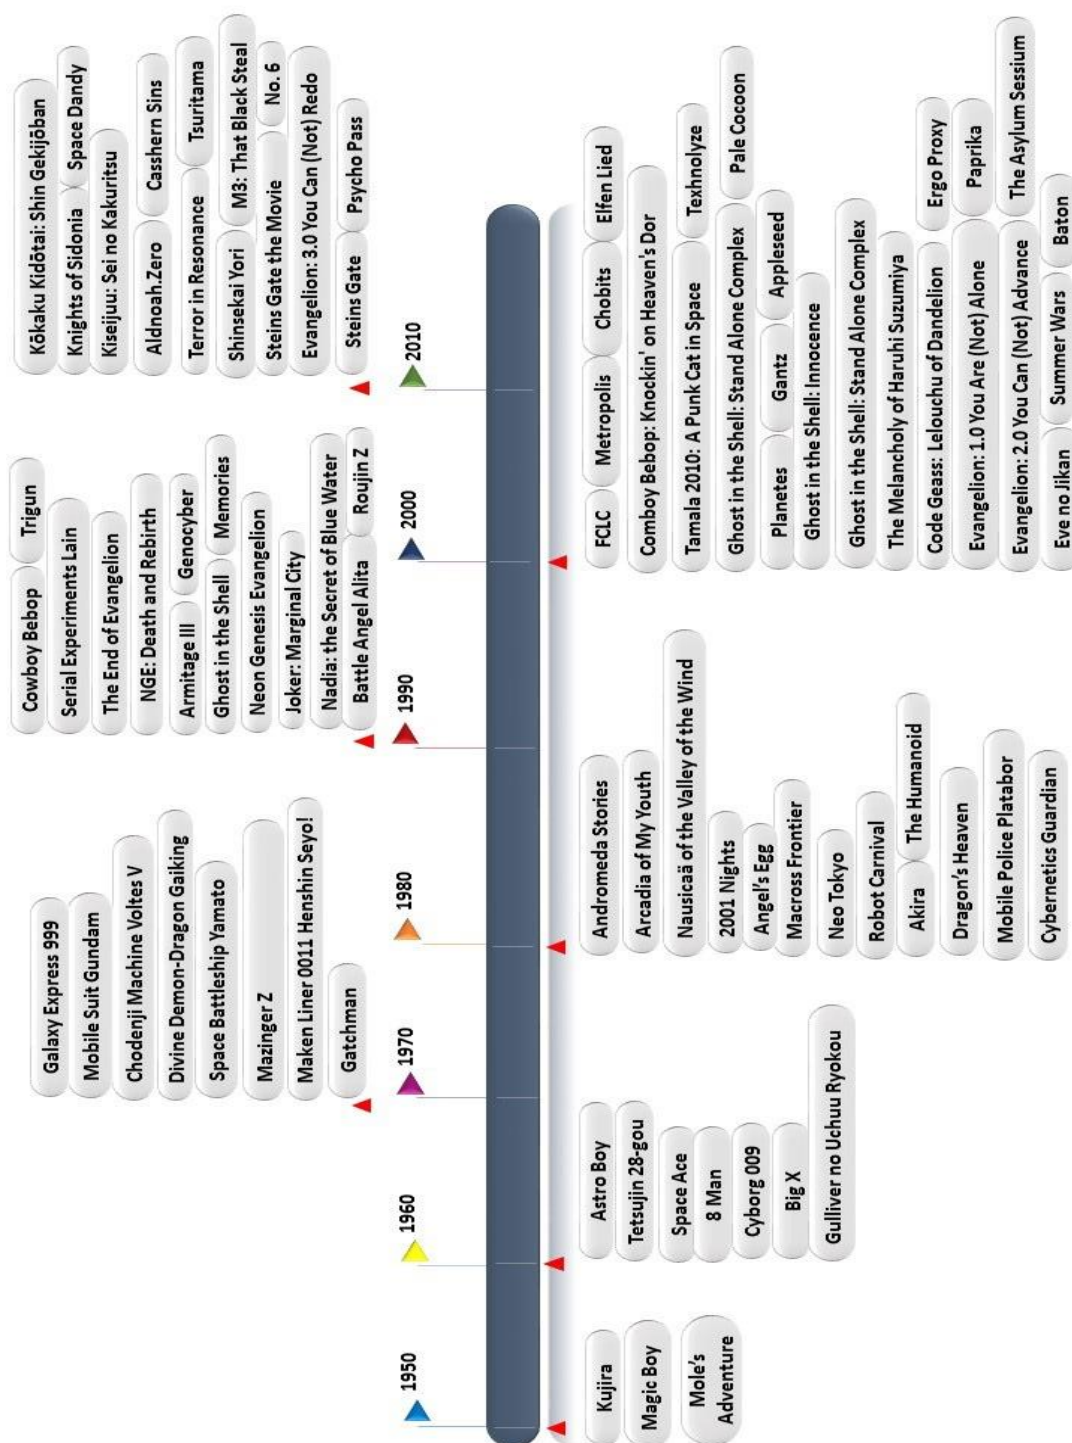 Kujira
Magic Boy
Mole's
Adventure
1950
Astro Boy
Tetsujin 28-gou
Space Ace
8 Man
Cyborg 009
Big X
Gulliver no Uchuu Ryokou
1960
Galaxy Express 999
Mobile Suit Gundam
Chodenji Machine Voltes V
Divine Demon-Dragon Gaiking
Space Battleship Yamato
Mazinger Z
Maken Liner 0011 Henshin Seyo!
Gatchman
1970
Andromeda Stories
Arcadia of My Youth
Nausicaä of the Valley of the Wind
2001 Nights
Angel's Egg
Macross Frontier
Neo Tokyo
Robot Carnival
Akira
The Humanoid
Dragon's Heaven
Mobile Police Platabor
Cybernetics Guardian
1980
Cowboy Bebop
Trigun
Serial Experiments Lain
The End of Evangelion
NGE: Death and Rebirth
Armitage III
Genocyber
Ghost in the Shell
Memories
Neon Genesis Evangelion
Joker: Marginal City
Nadia: the Secret of Blue Water
Battle Angel Alita
Roujin Z
1990
FCLC
Metropolis
Chobits
Elfen Lied
Comboy Bebop: Knockin' on Heaven's Dor
Tamala 2010: A Punk Cat in Space
Texhnolyze
Ghost in the Shell: Stand Alone Complex
Pale Cocoon
Planetes
Gantz
Appleseed
Ghost in the Shell: Innocence
Ghost in the Shell: Stand Alone Complex
The Melancholy of Haruhi Suzumiya
Code Geass: Lelouchu of Dandelion
Ergo Proxy
Evangelion: 1.0 You Are (Not) Alone
Paprika
Evangelion: 2.0 You Can (Not) Advance
The Asylum Sessium
Eve no Jikan
Summer Wars
Baton
2000
Kōkaku Kidōtai: Shin Gekijōban
Knights of Sidonia
Space Dandy
Kiseijuu: Sei no Kakuritsu
Aldnoah.Zero
Casshern Sins
Terror in Resonance
Tsuritama
Shinsekai Yori
M3: That Black Steal
Steins Gate the Movie
No. 6
Evangelion: 3.0 You Can (Not) Redo
Steins Gate
Psycho Pass
2010